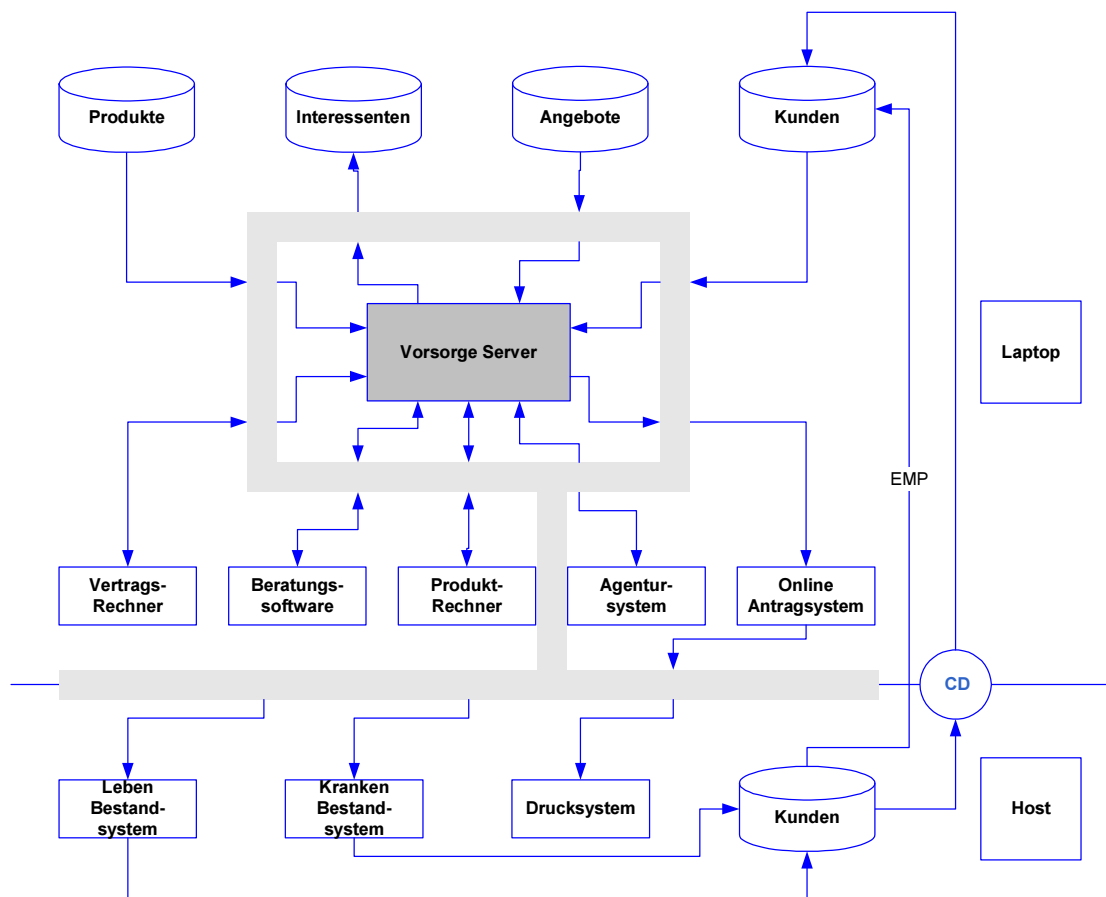 Produkte
Interessenten
Angebote
Kunden
Vorsorge Server
Laptop
EMP
Vertrags-
Rechner
Beratungs-
software
Produkt-
Rechner
Agentur-
system
Online
Antragsystem
CD
Leben
Bestand-
system
Kranken
Bestand-
system
Drucksystem
Kunden
Host